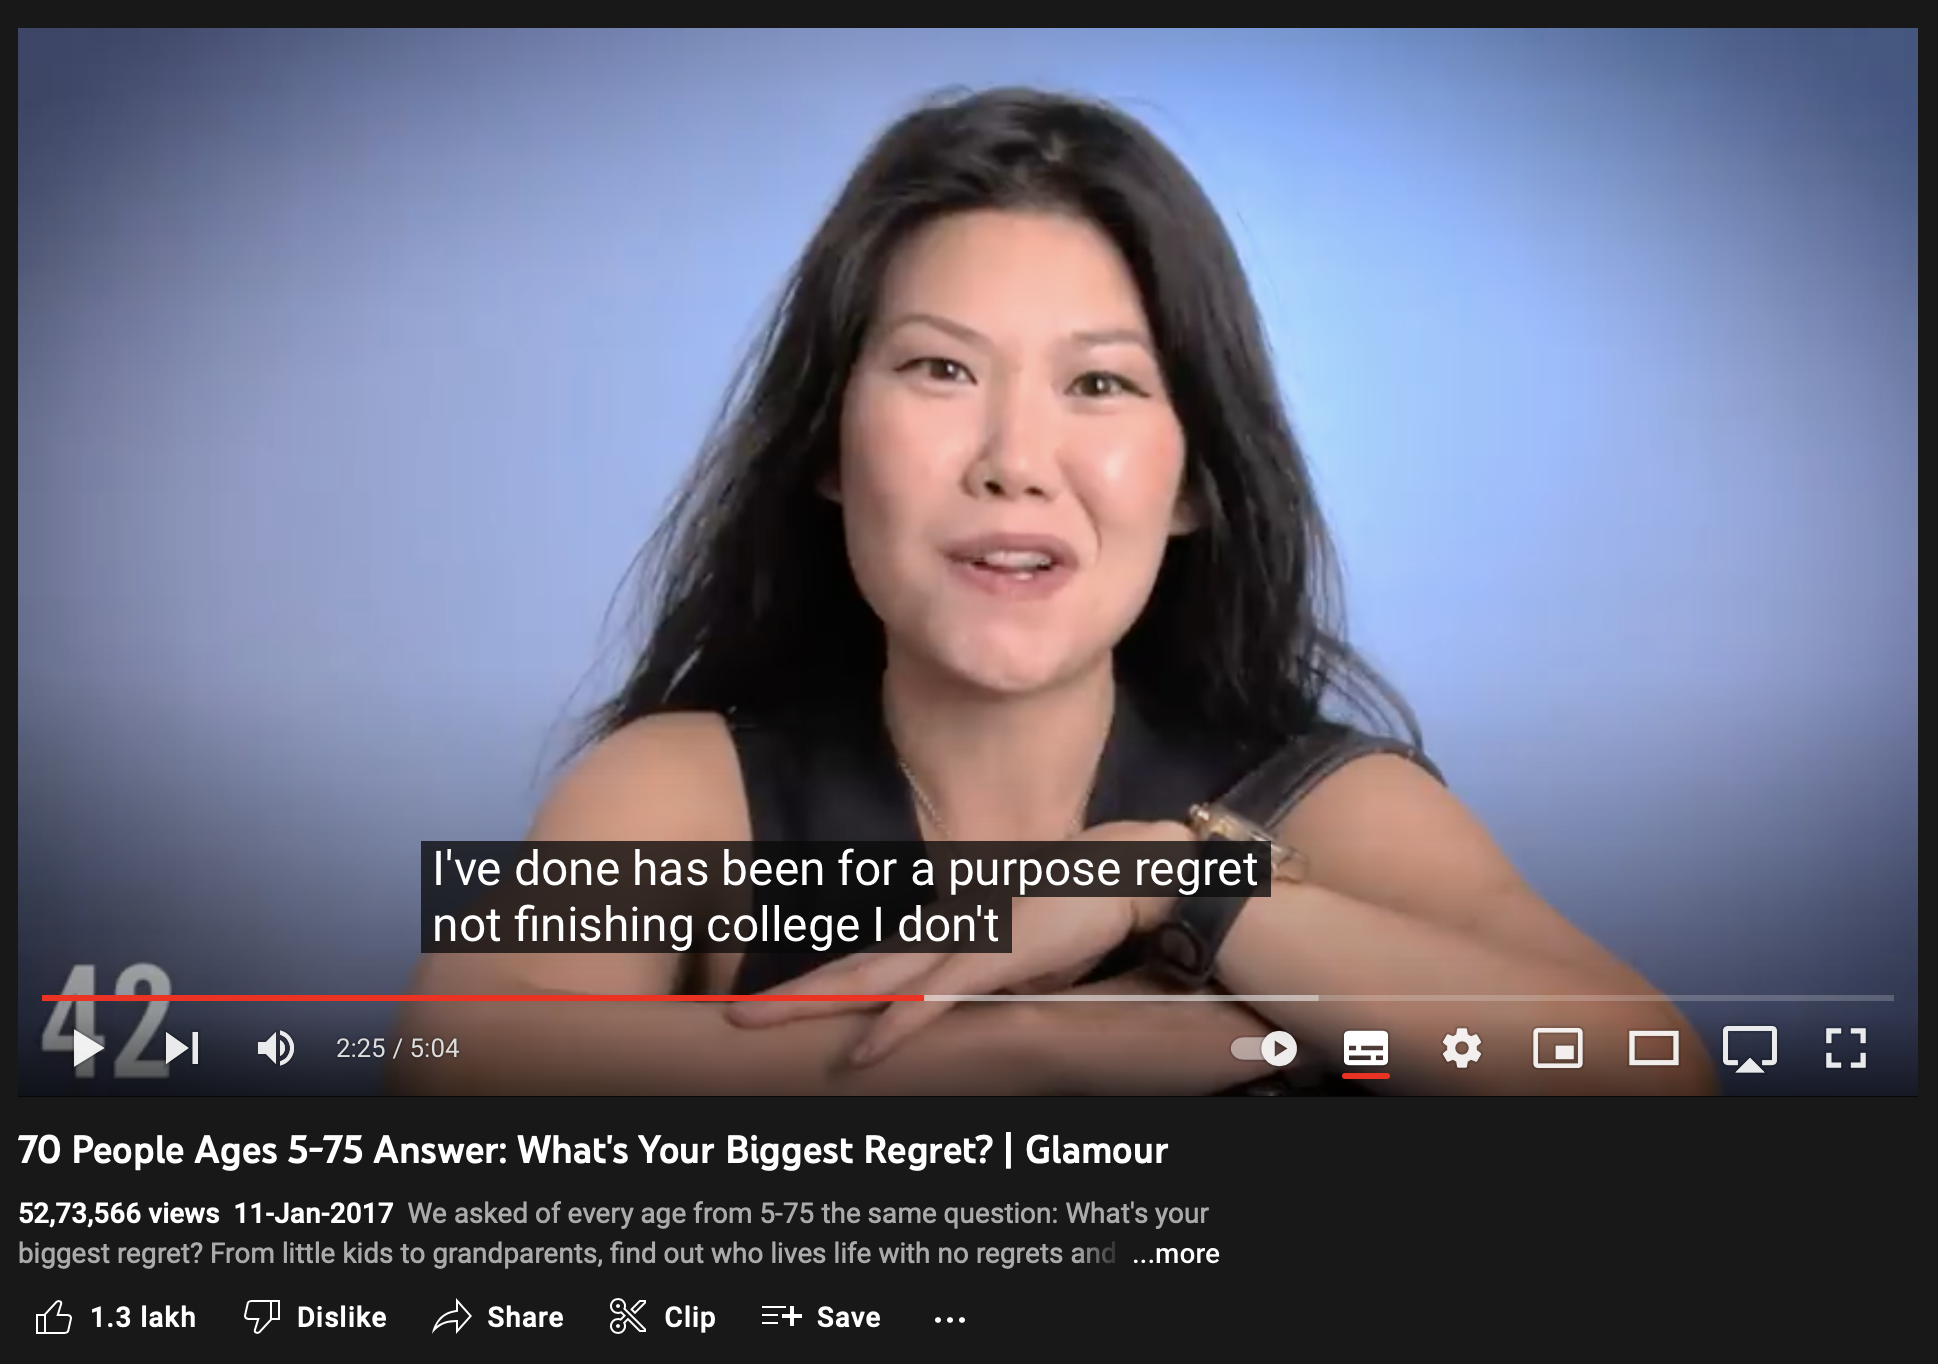 I've done has been for a purpose regret
not finishing college I don't
42
2:25 / 5:04
70 People Ages 5-75 Answer: What's Your Biggest Regret? | Glamour
52,73,566 views 11-Jan-2017 We asked of every age from 5-75 the same question: What's your
biggest regret? From little kids to grandparents, find out who lives life with no regrets and ...more
1.3 lakh Dislike Share Clip Save ...